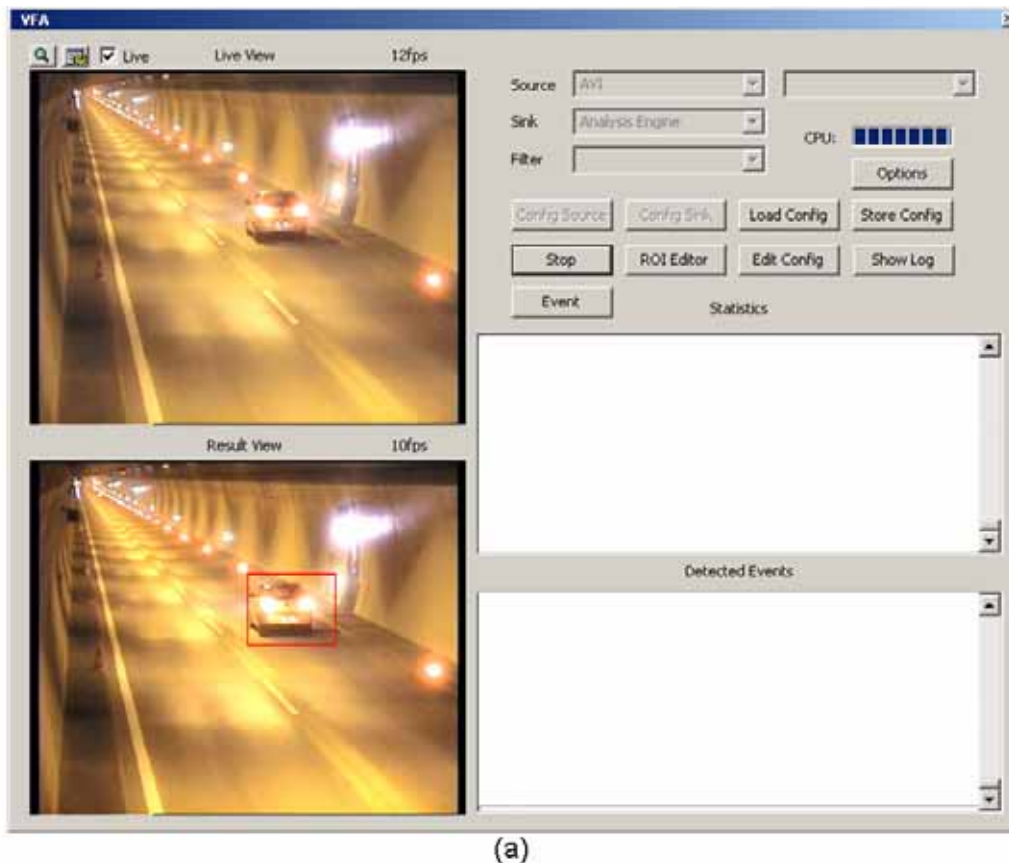 VFA
Live
Live View
12fps
Source
AVI
Sink
Analysis Engine
CPU:
Filter
Options
Config Source
Config Sink
Load Config
Store Config
Stop
ROI Editor
Edit Config
Show Log
Event
Statistics
Result View
10fps
Detected Events
(a)